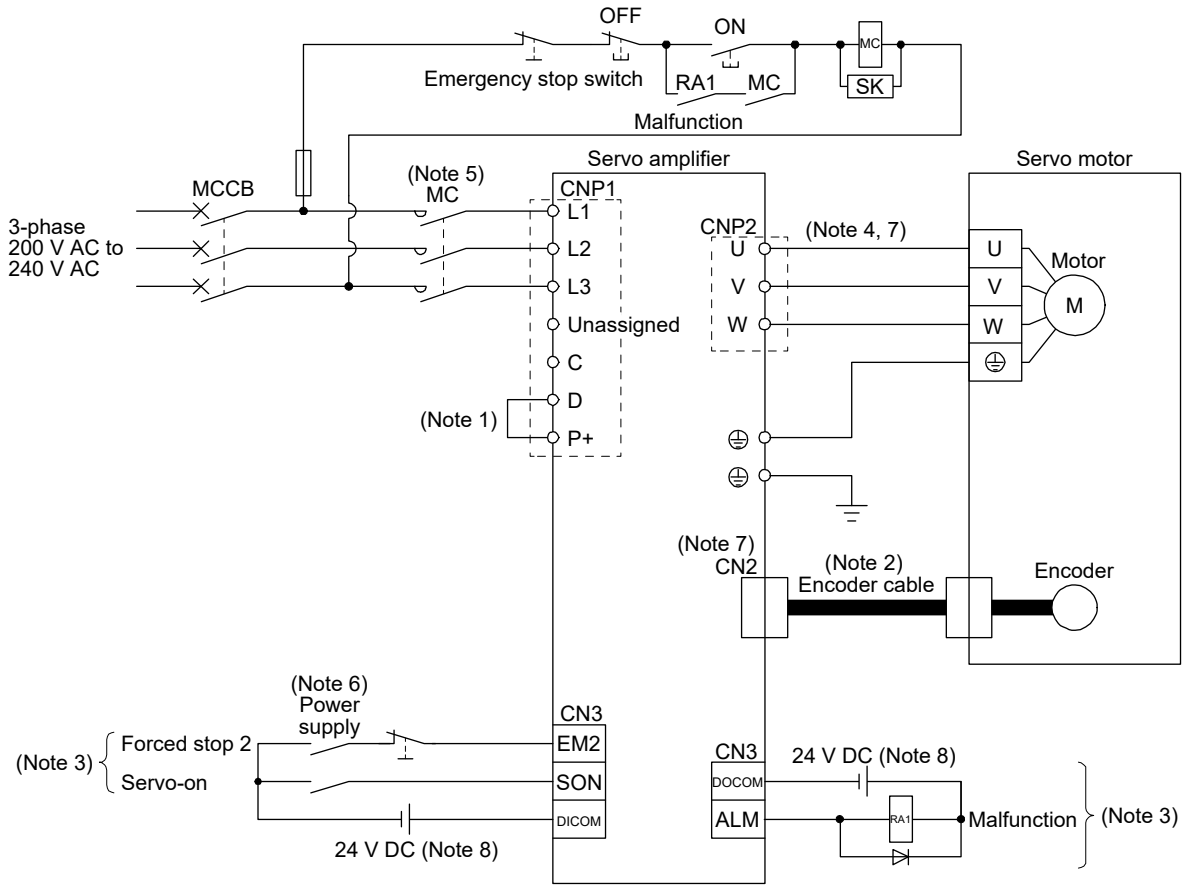 OFF
ON
MC
Emergency stop switch
RA1
MC
SK
Malfunction
Servo amplifier
Servo motor
MCCB
(Note 5)
MC
CNP1
3-phase
200 V AC to
240 V AC
L1
L2
L3
Unassigned
C
D
P+
(Note 1)
CNP2
U
V
W
(Note 4, 7)
U
V
W
Motor
M
(Note 7)
CN2
(Note 2)
Encoder cable
Encoder
(Note 6)
Power
supply
(Note 3)
Forced stop 2
Servo-on
CN3
EM2
SON
DICOM
24 V DC (Note 8)
CN3
DOCOM
ALM
24 V DC (Note 8)
RA1
Malfunction
(Note 3)